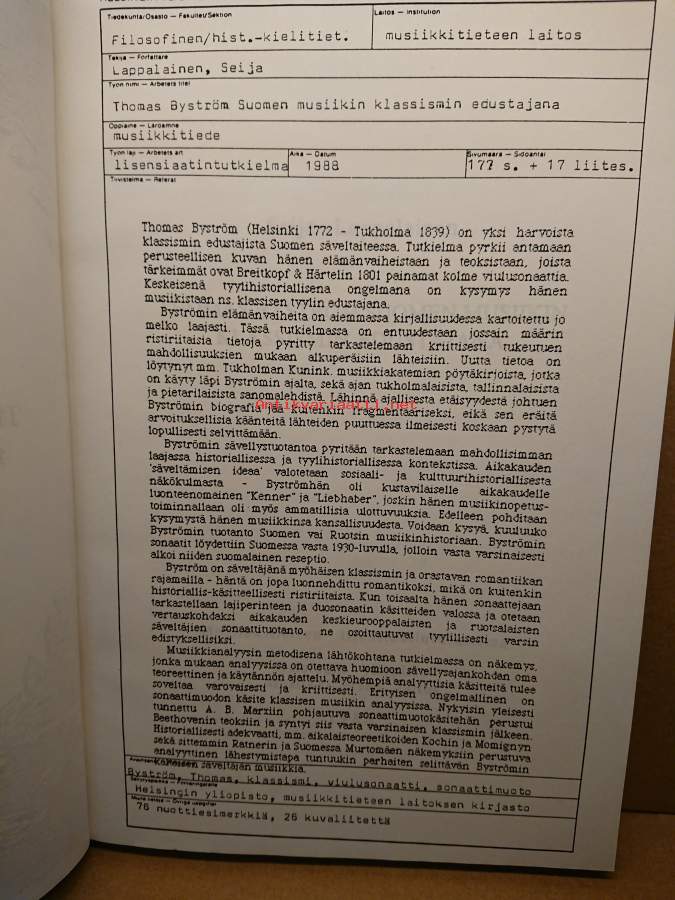 Tiedekunta/Osasto — Fakultet/Sektion
Laitos — Institution
Filosofinen/hist.-kielitiet.
musiikkitieteen laitos
Tekijä — Författare
Lappalainen, Seija
Työn nimi — Arbetets titel
Thomas Byström Suomen musiikin klassismin edustajana
Oppiaine — Läroämne
musiikkitiede
Työn laji — Arbetets art
Aika — Datum
Sivumäärä — Sidoantal
lisensiaatintutkielma
1988
177 s. + 17 liites.
Tiivistelmä — Referat
Thomas Byström (Helsinki 1772 - Tukholma 1839) on yksi harvoista
klassismin edustajista Suomen säveltaiteessa. Tutkielma pyrkii antamaan
perusteellisen kuvan hänen elämänvaiheistaan ja teoksistaan, joista
tärkeimmät ovat Breitkopf & Härtelin 1801 painamat kolme viulusonaattia.
Keskeisenä tyylihistoriallisena ongelmana on kysymys hänen
musiikistaan ns. klassisen tyylin edustajana.
Byströmin elämänvaiheita on aiemmassa kirjallisuudessa kartoitettu jo
melko laajasti. Tässä tutkielmassa on entuudestaan jossain määrin
ristiriitaisia tietoja pyritty tarkastelemaan kriittisesti tukeutuen
mahdollisuuksien mukaan alkuperäisiin lähteisiin. Uutta tietoa on
löytynyt mm. Tukholman Kunink. musiikkiakatemian pöytäkirjoista, jotka
on käyty läpi Byströmin ajalta, sekä ajan tukholmalaisista, tallinnalaisista
ja pietarilaisista sanomalehdistä. Lähinnä ajallisesta etäisyydestä johtuen
Byströmin biografia jää kuitenkin fragmentaariseksi, eikä sen eräitä
arvoituksellisia käänteitä lähteiden puuttuessa ilmeisesti koskaan pystytä
lopullisesti selvittämään.
Byströmin sävellystuotantoa pyritään tarkastelemaan mahdollisimman
laajassa historiallisessa ja tyylihistoriallisessa kontekstissa. Aikakauden
'säveltämisen ideaa' valotetaan sosiaali- ja kulttuurihistoriallisesta
näkökulmasta - Byströmhän oli kustavilaiselle aikakaudelle
luonteenomainen "Kenner" ja "Liebhaber", joskin hänen musiikinopetus-
toiminnallaan oli myös ammatillisia ulottuvuuksia. Edelleen pohditaan
kysymystä hänen musiikkinsa kansallisuudesta. Voidaan kysyä, kuuluuko
Byströmin tuotanto Suomen vai Ruotsin musiikinhistoriaan. Byströmin
sonaatit löydettiin Suomessa vasta 1930-luvulla, jolloin vasta varsinaisesti
alkoi niiden suomalainen reseptio.
Byström on säveltäjänä myöhäisen klassismin ja orastavan romantiikan
rajamailla - häntä on jopa luonnehdittu romantikoksi, mikä on kuitenkin
historiallis-käsitteellisesti ristiriitaista. Kun toisaalta hänen sonaattejaan
tarkastellaan lajiperinteen ja duosonaatin käsitteiden valossa ja otetaan
vertauskohdaksi aikakauden keskieurooppalaisten ja ruotsalaisten
säveltäjien sonaattituotanto, ne osoittautuvat tyylillisesti varsin
edistyksellisiksi.
Musiikkianalyysin metodisena lähtökohtana tutkielmassa on näkemys,
jonka mukaan analyysissa on otettava huomioon sävellysajankohdan oma
teoreettinen ja käytännön ajattelu. Myöhempiä analyyttisia käsitteitä tulee
soveltaa varovaisesti ja kriittisesti. Erityisen ongelmallinen on
sonaattimuodon käsite klassisen musiikin analyysissa. Nykyisin yleisesti
tunnettu A. B. Marxiin pohjautuva sonaattimuotokäsitehän perustui
Beethovenin teoksiin ja syntyi siis vasta varsinaisen klassismin jälkeen.
Historiallisesti adekvaatti, mm. aikalaisteoreetikoiden Kochin ja Momignyn
sekä sittemmin Ratnerin ja Suomessa Murtomäen näkemyksiin perustuva
analyyttinen lähestymistapa tuntuukin parhaiten selittävän Byströmin
kaltaisen säveltäjän musiikkia.
Byström, Thomas, klassismi, viulusonaatti, sonaattimuoto
Säilytyspaikka — Förvaringsställe
Helsingin yliopisto, musiikkitieteen laitoksen kirjasto
Muita tietoja — Övriga uppgifter
76 nuottiesimerkkiä, 26 kuvaliitettä
Antikvariaatti.net